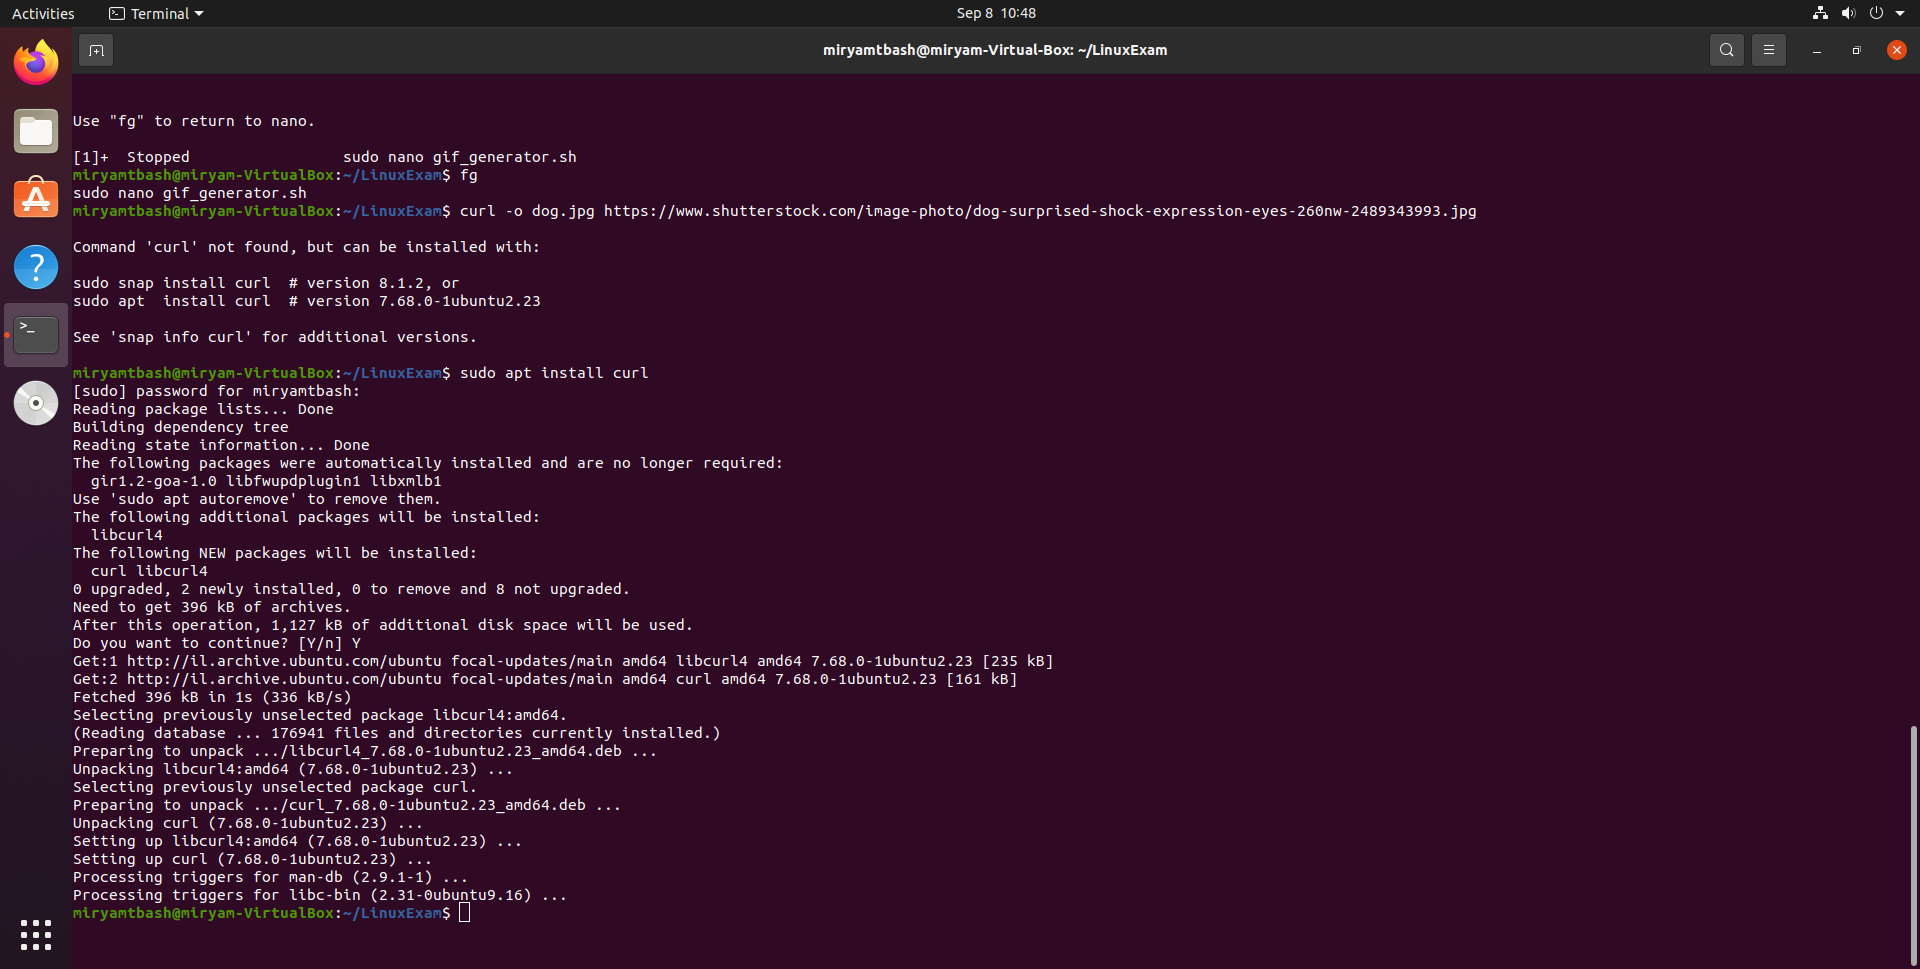 Activities
Terminal
Sep 8 10:48
miryamtbash@miryam-Virtual-Box: ~/LinuxExam
Use "fg" to return to nano.
[1]+  Stopped                 sudo nano gif_generator.sh
miryamtbash@miryam-VirtualBox:~/LinuxExam$ fg
sudo nano gif_generator.sh
miryamtbash@miryam-VirtualBox:~/LinuxExam$ curl -o dog.jpg https://www.shutterstock.com/image-photo/dog-surprised-shock-expression-eyes-260nw-2489343993.jpg
Command 'curl' not found, but can be installed with:
sudo snap install curl  # version 8.1.2, or
sudo apt  install curl  # version 7.68.0-1ubuntu2.23
See 'snap info curl' for additional versions.
miryamtbash@miryam-VirtualBox:~/LinuxExam$ sudo apt install curl
[sudo] password for miryamtbash:
Reading package lists... Done
Building dependency tree
Reading state information... Done
The following packages were automatically installed and are no longer required:
  gir1.2-goa-1.0 libfwupdplugin1 libxmlb1
Use 'sudo apt autoremove' to remove them.
The following additional packages will be installed:
  libcurl4
The following NEW packages will be installed:
  curl libcurl4
0 upgraded, 2 newly installed, 0 to remove and 8 not upgraded.
Need to get 396 kB of archives.
After this operation, 1,127 kB of additional disk space will be used.
Do you want to continue? [Y/n] Y
Get:1 http://il.archive.ubuntu.com/ubuntu focal-updates/main amd64 libcurl4 amd64 7.68.0-1ubuntu2.23 [235 kB]
Get:2 http://il.archive.ubuntu.com/ubuntu focal-updates/main amd64 curl amd64 7.68.0-1ubuntu2.23 [161 kB]
Fetched 396 kB in 1s (336 kB/s)
Selecting previously unselected package libcurl4:amd64.
(Reading database ... 176941 files and directories currently installed.)
Preparing to unpack .../libcurl4_7.68.0-1ubuntu2.23_amd64.deb ...
Unpacking libcurl4:amd64 (7.68.0-1ubuntu2.23) ...
Selecting previously unselected package curl.
Preparing to unpack .../curl_7.68.0-1ubuntu2.23_amd64.deb ...
Unpacking curl (7.68.0-1ubuntu2.23) ...
Setting up libcurl4:amd64 (7.68.0-1ubuntu2.23) ...
Setting up curl (7.68.0-1ubuntu2.23) ...
Processing triggers for man-db (2.9.1-1) ...
Processing triggers for libc-bin (2.31-0ubuntu9.16) ...
miryamtbash@miryam-VirtualBox:~/LinuxExam$